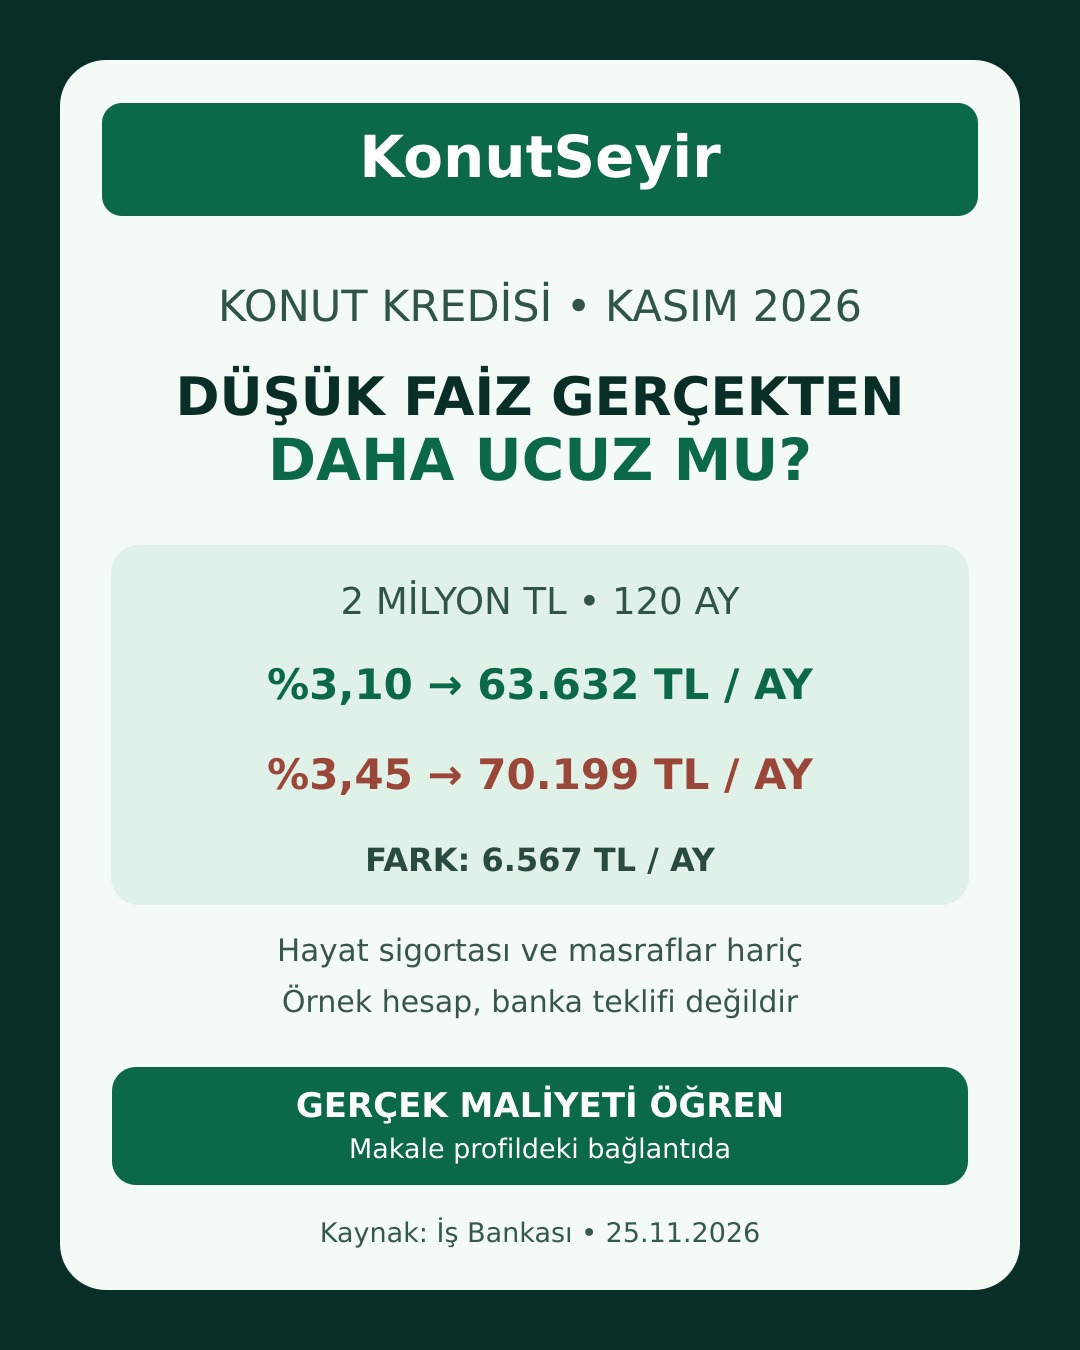 KonutSeyir
KONUT KREDİSİ • KASIM 2026
DÜŞÜK FAİZ GERÇEKTEN
DAHA UCUZ MU?
2 MİLYON TL • 120 AY
%3,10 → 63.632 TL / AY
%3,45 → 70.199 TL / AY
FARK: 6.567 TL / AY
Hayat sigortası ve masraflar hariç
Örnek hesap, banka teklifi değildir
GERÇEK MALİYETİ ÖĞREN
Makale profildeki bağlantıda
Kaynak: İş Bankası • 25.11.2026